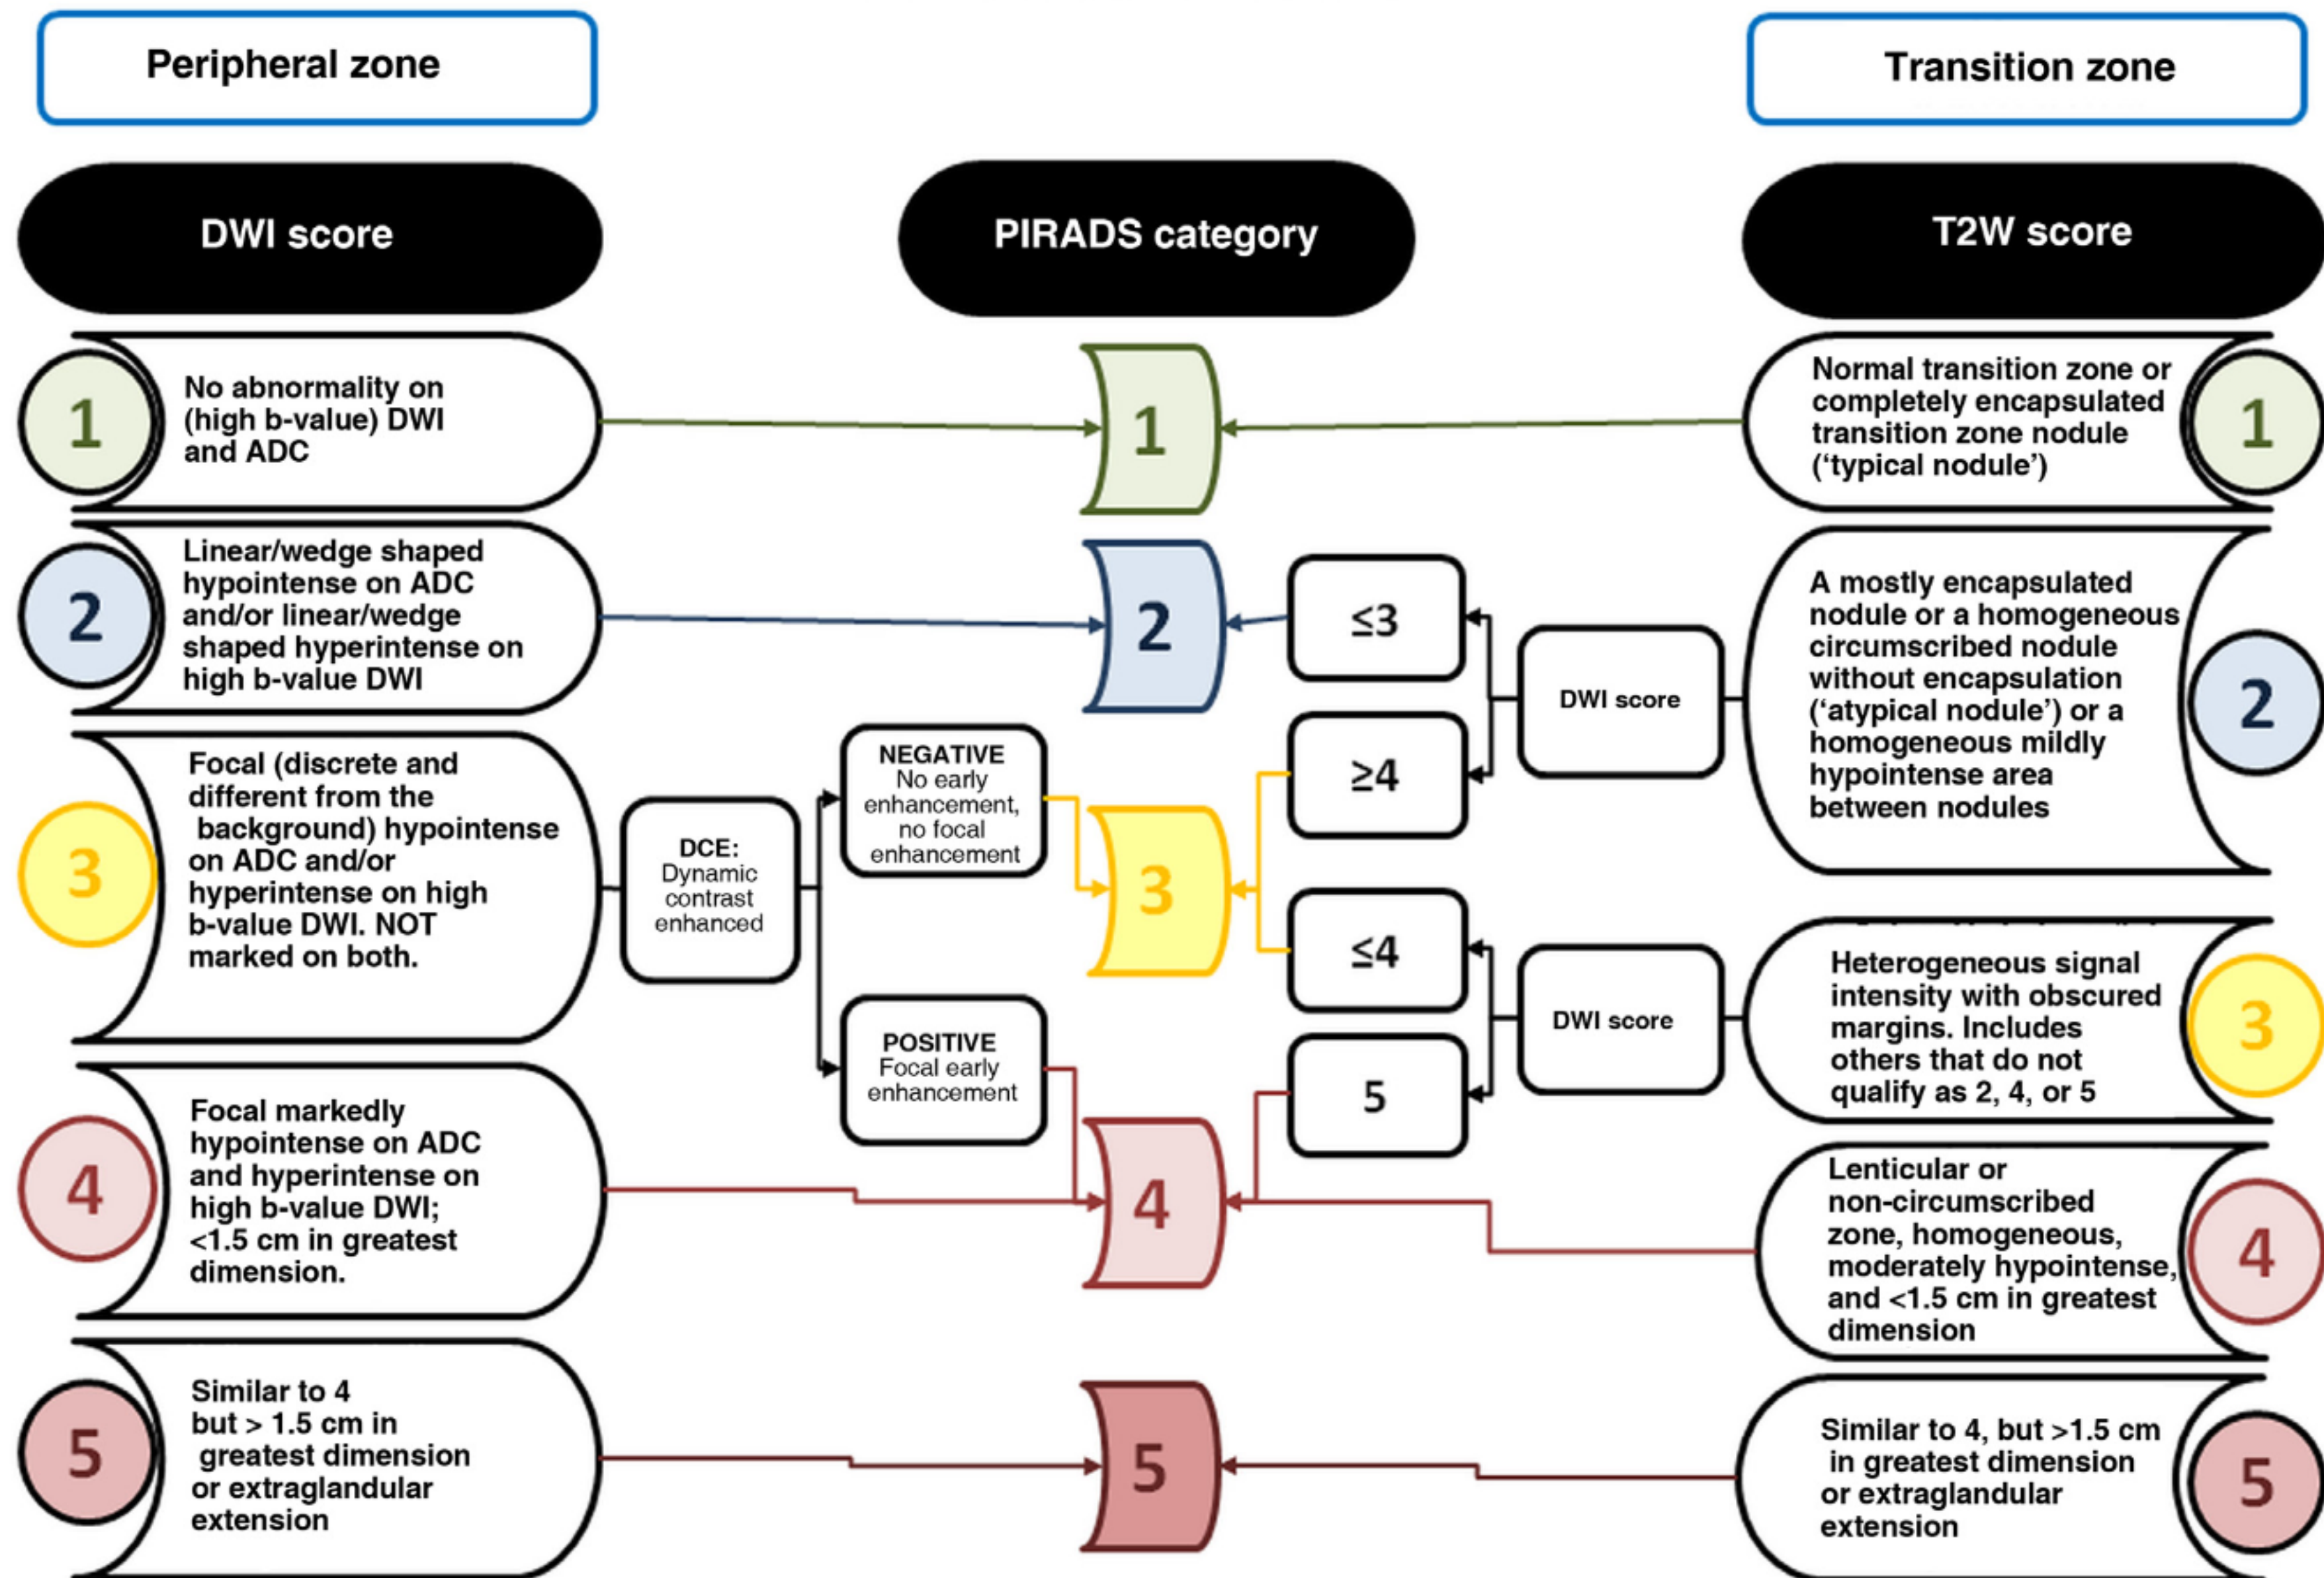 Peripheral zone
Transition zone
DWI score
PIRADS category
T2W score
1
No abnormality on
(high b-value) DWI
and ADC
1
Normal transition zone or
completely encapsulated
transition zone nodule
(‘typical nodule’)
1
2
Linear/wedge shaped
hypointense on ADC
and/or linear/wedge
shaped hyperintense on
high b-value DWI
2
≤3
≥4
DWI score
A mostly encapsulated
nodule or a homogeneous
circumscribed nodule
without encapsulation
(‘atypical nodule’) or a
homogeneous mildly
hypointense area
between nodules
2
3
Focal (discrete and
different from the
background) hypointense
on ADC and/or
hyperintense on high
b-value DWI. NOT
marked on both.
DCE:
Dynamic
contrast
enhanced
NEGATIVE
No early
enhancement,
no focal
enhancement
POSITIVE
Focal early
enhancement
3
≤4
5
DWI score
Heterogeneous signal
intensity with obscured
margins. Includes
others that do not
qualify as 2, 4, or 5
3
4
Focal markedly
hypointense on ADC
and hyperintense on
high b-value DWI;
<1.5 cm in greatest
dimension.
4
Lenticular or
non-circumscribed
zone, homogeneous,
moderately hypointense,
and <1.5 cm in greatest
dimension
4
5
Similar to 4
but > 1.5 cm in
greatest dimension
or extraglandular
extension
5
Similar to 4, but >1.5 cm
in greatest dimension
or extraglandular
extension
5